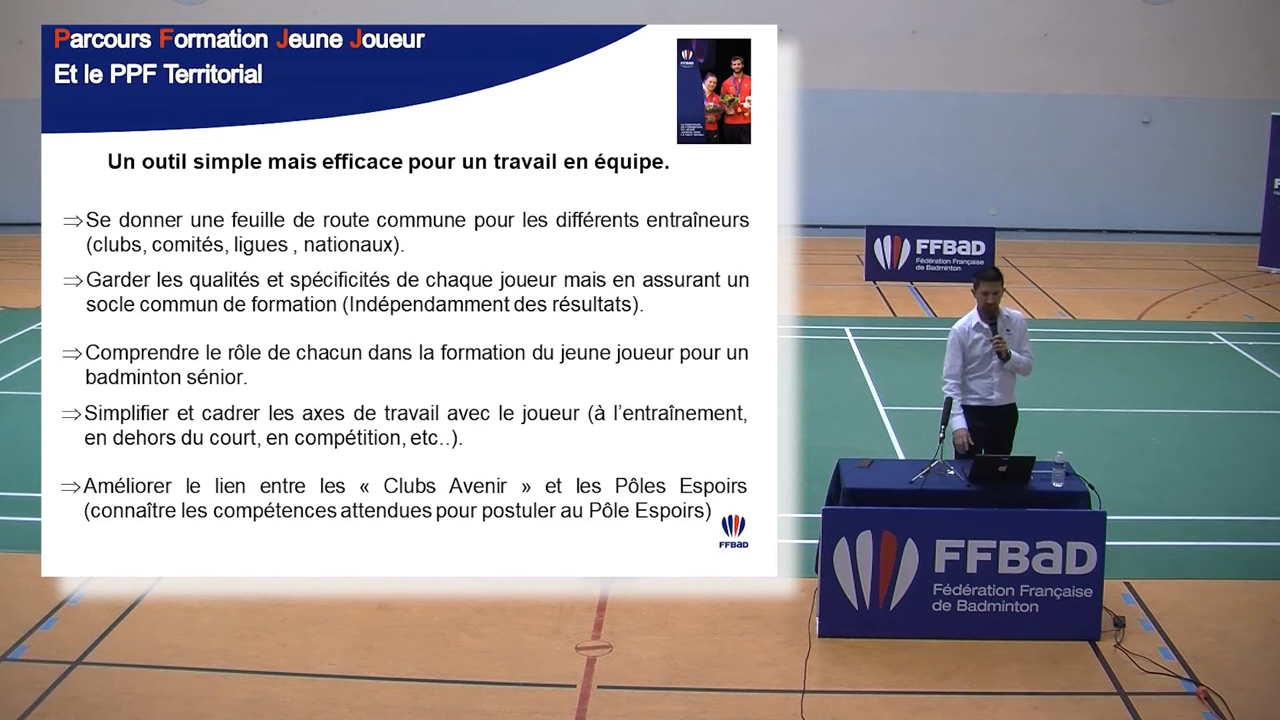 Parcours Formation Jeune Joueur
Et le PPF Territorial
FFBaD
Un outil simple mais efficace pour un travail en équipe.
⇒Se donner une feuille de route commune pour les différents entraîneurs
(clubs, comités, ligues , nationaux).
⇒Garder les qualités et spécificités de chaque joueur mais en assurant un
socle commun de formation (Indépendamment des résultats).
⇒Comprendre le rôle de chacun dans la formation du jeune joueur pour un
badminton sénior.
⇒Simplifier et cadrer les axes de travail avec le joueur (à l’entraînement,
en dehors du court, en compétition, etc..).
⇒Améliorer le lien entre les « Clubs Avenir » et les Pôles Espoirs
(connaître les compétences attendues pour postuler au Pôle Espoirs)
FFBaD
FFBaD
Fédération Française
de Badminton
FFBaD
Fédération Française
de Badminton